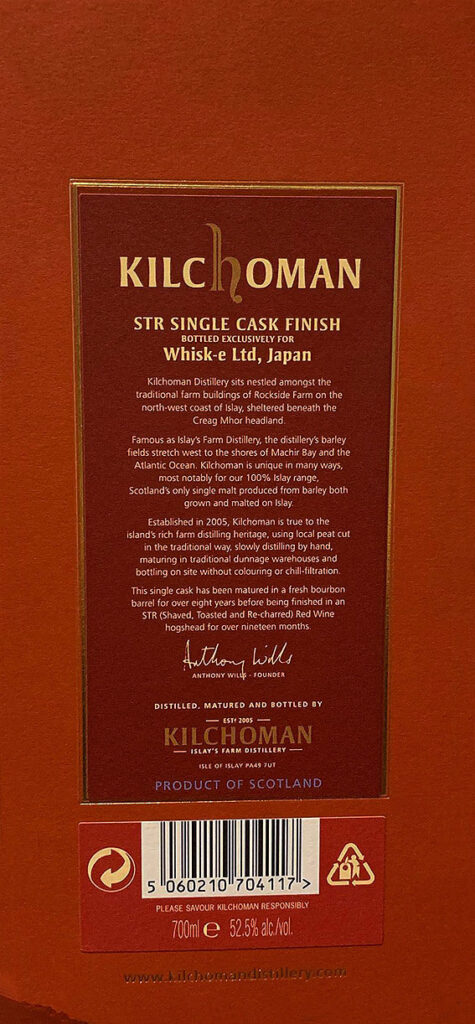 KILCHOMAN
STR SINGLE CASK FINISH
BOTTLED EXCLUSIVELY FOR
Whisk-e Ltd, Japan
Kilchoman Distillery sits nestled amongst the
traditional farm buildings of Rockside Farm on the
north-west coast of Islay, sheltered beneath the
Creag Mhor headland.
Famous as Islay's Farm Distillery, the distillery's barley
fields stretch west to the shores of Machir Bay and the
Atlantic Ocean. Kilchoman is unique in many ways,
most notably for our 100% Islay range,
Scotland's only single malt produced from barley both
grown and malted on Islay.
Established in 2005, Kilchoman is true to the
island's rich farm distilling heritage, using local peat cut
in the traditional way, slowly distilling by hand,
maturing in traditional dunnage warehouses and
bottling on site without colouring or chill-filtration.
This single cask has been matured in a fresh bourbon
barrel for over eight years before being finished in an
STR (Shaved, Toasted and Re-charred) Red Wine
hogshead for over nineteen months.
Anthony Wills
ANTHONY WILLS - FOUNDER
DISTILLED, MATURED AND BOTTLED BY
ESTD 2005
KILCHOMAN
ISLAY'S FARM DISTILLERY
ISLE OF ISLAY PA49 7UT
PRODUCT OF SCOTLAND
5 060210 704117 >
PLEASE SAVOUR KILCHOMAN RESPONSIBLY
700ml e 52.5% alc./vol.
www.kilchomandistillery.com